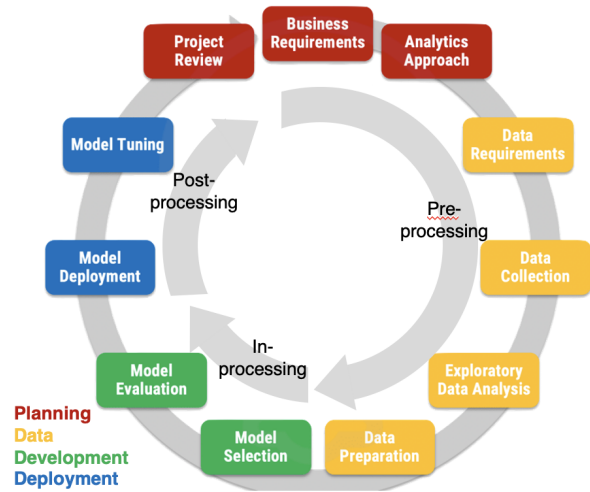 Business
Requirements
Analytics
Approach
Data
Requirements
Data
Collection
Exploratory
Data Analysis
Data
Preparation
Model
Selection
Model
Evaluation
Model
Deployment
Model Tuning
Project
Review
Pre-
processing
In-
processing
Post-
processing
Planning
Data
Development
Deployment